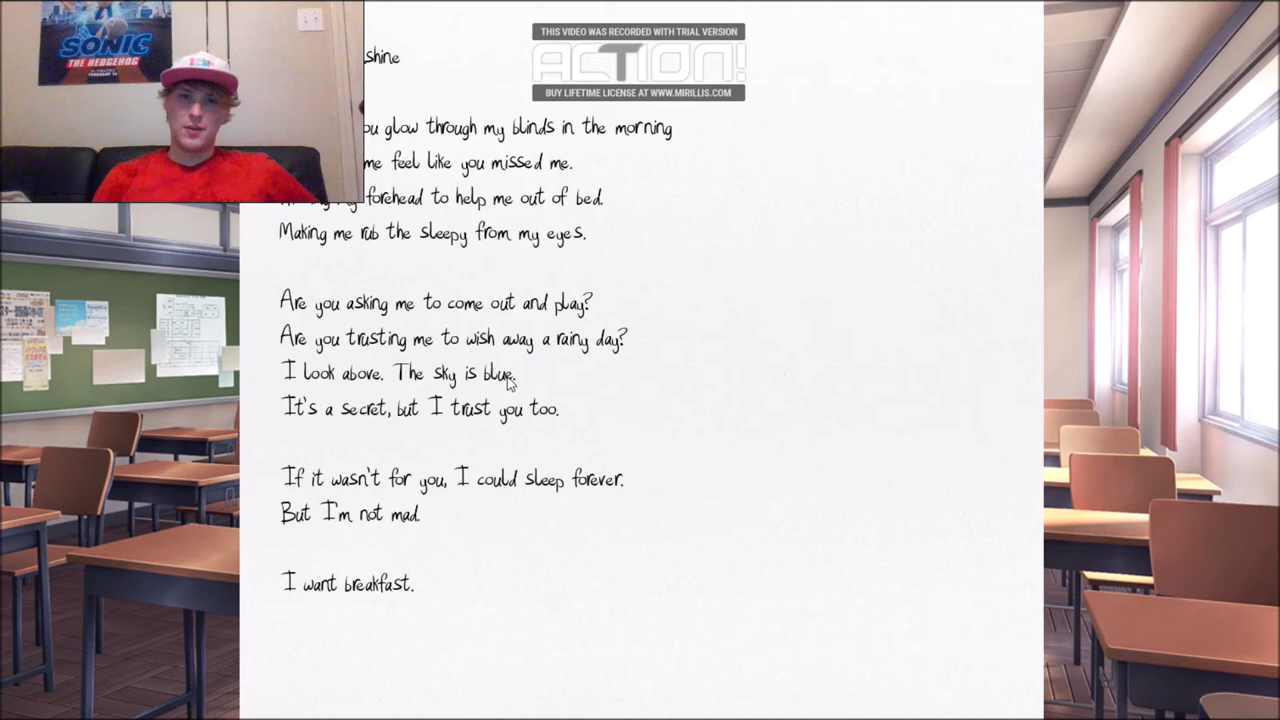 SONIC
THE HEDGEHOG
THIS VIDEO WAS RECORDED WITH TRIAL VERSION
ACTION!
BUY LIFETIME LICENSE AT WWW.MIRILLIS.COM
shine
ou glow through my blinds in the morning
me feel like you missed me.
forehead to help me out of bed.
Making me rub the sleepy from my eyes.
Are you asking me to come out and play?
Are you trusting me to wish away a rainy day?
I look above. The sky is blue.
It's a secret, but I trust you too.
If it wasn't for you, I could sleep forever.
But I'm not mad.
I want breakfast.